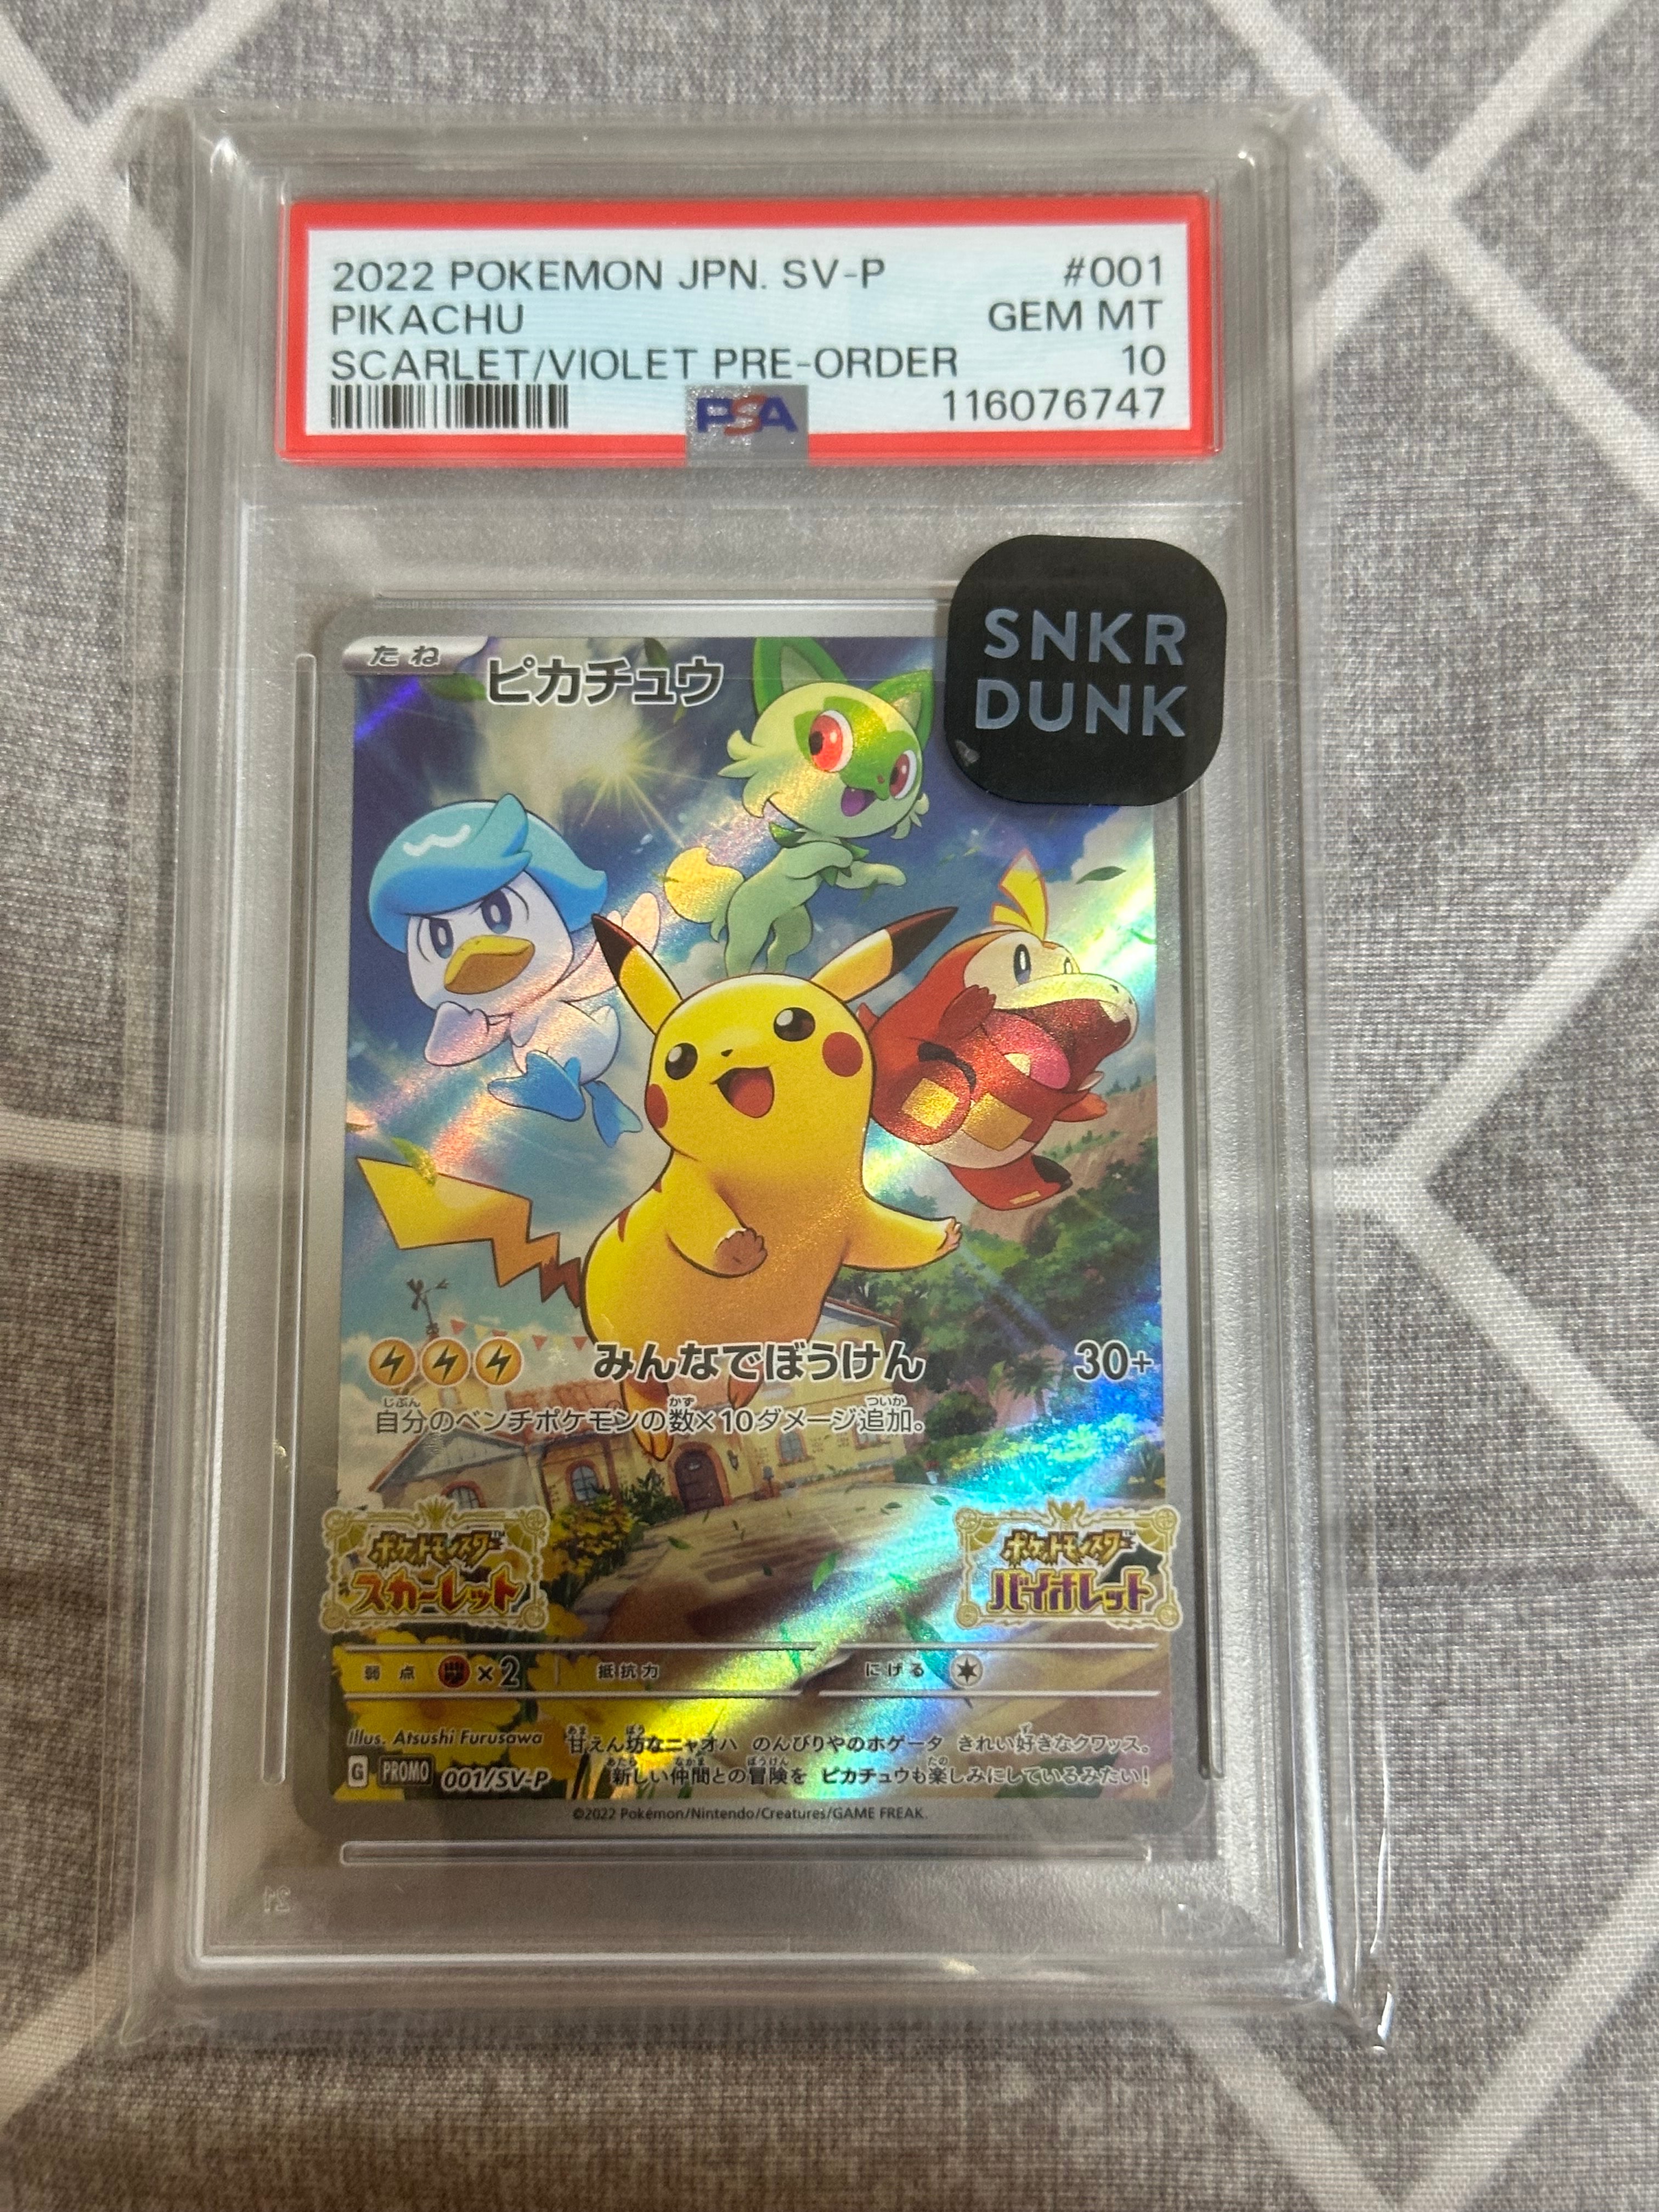 2022 POKEMON JPN. SV-P #001
PIKACHU GEM MT
SCARLET/VIOLET PRE-ORDER 10
PSA 116076747
SNKR
DUNK
たね ピカチュウ
みんなでぼうけん 30+
自分のベンチポケモンの数×10ダメージ追加。
ポケットモンスター スカーレット
ポケットモンスター バイオレット
弱点 ×2 抵抗力 にげる
Illus. Atsushi Furusawa
甘えん坊なニャオハ のんびりやのホゲータ きれい好きなクワッス。
新しい仲間との冒険を ピカチュウも楽しみにしているみたい!
G PROMO 001/SV-P
©2022 Pokémon/Nintendo/Creatures/GAME FREAK.